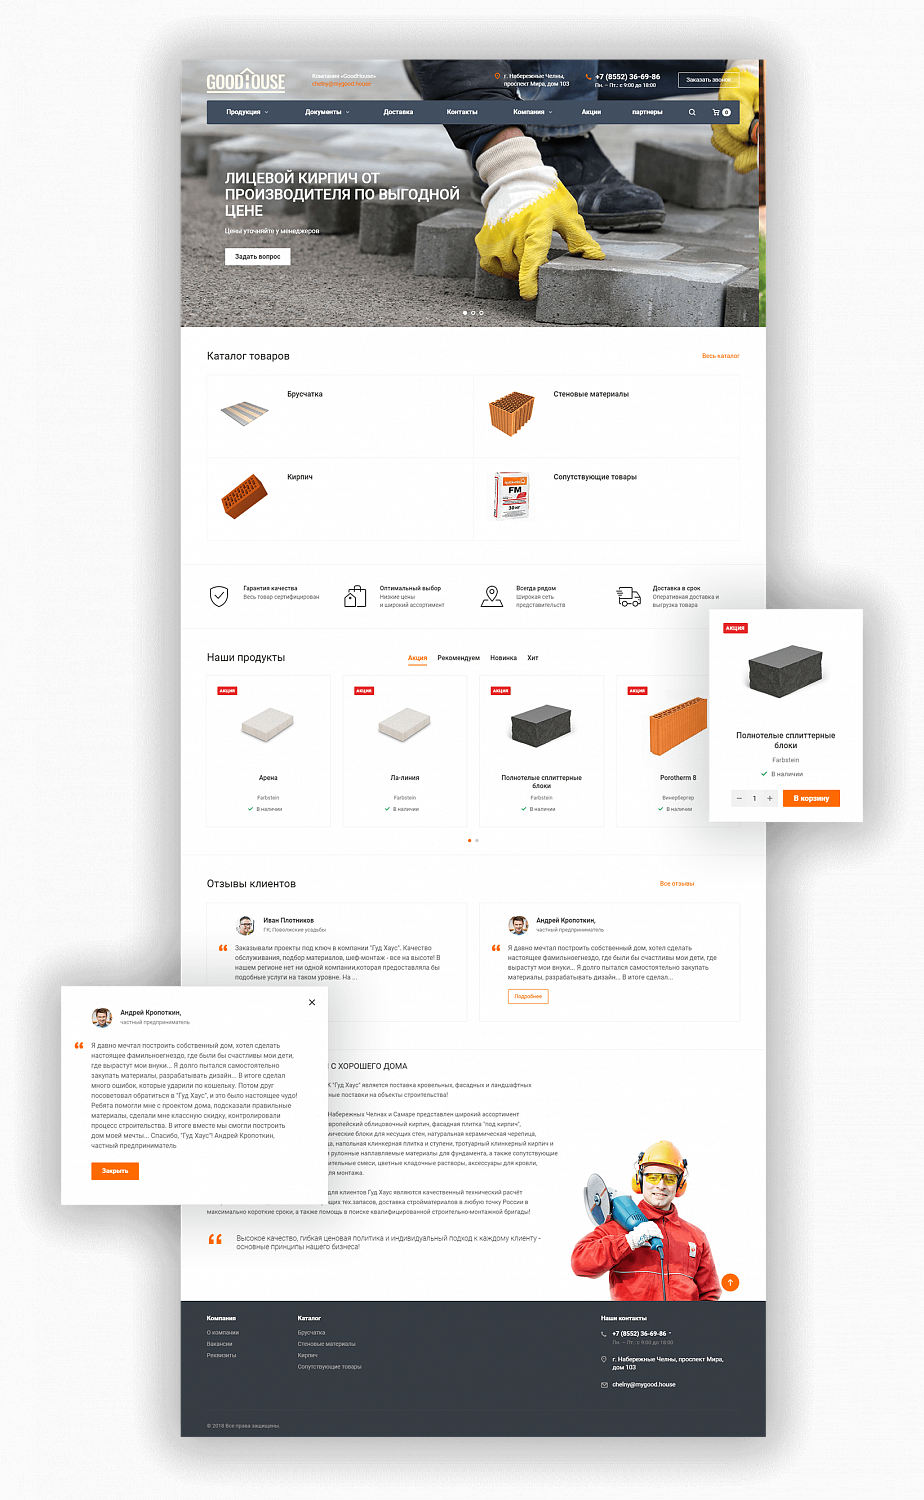 GOODHOUSE
Компания «GoodHouse»
chelny@mygood.house
г. Набережные Челны,
проспект Мира, дом 103
+7 (8552) 36-69-86
Пн. – Пт.: с 9:00 до 18:00
Заказать звонок
Продукция
Документы
Доставка
Контакты
Компания
Акции
партнеры
0
ЛИЦЕВОЙ КИРПИЧ ОТ
ПРОИЗВОДИТЕЛЯ ПО ВЫГОДНОЙ
ЦЕНЕ
Цены уточняйте у менеджеров
Задать вопрос
Каталог товаров
Весь каталог
Брусчатка
Стеновые материалы
Кирпич
FM
30 кг
Сопутствующие товары
Гарантия качества
Весь товар сертифицирован
Оптимальный выбор
Низкие цены
и широкий ассортимент
Всегда рядом
Широкая сеть
представительств
Доставка в срок
Оперативная доставка и
выгрузка товара
Наши продукты
Акция
Рекомендуем
Новинка
Хит
АКЦИЯ
Арена
Farbstein
В наличии
АКЦИЯ
Ла-линия
Farbstein
В наличии
АКЦИЯ
Полнотелые сплиттерные
блоки
Farbstein
В наличии
АКЦИЯ
Porotherm 8
Винербергер
В наличии
АКЦИЯ
Полнотелые сплиттерные
блоки
Farbstein
В наличии
− 1 +
В корзину
Отзывы клиентов
Все отзывы
Иван Плотников
ГК Поволжские усадьбы
Заказывали проекты под ключ в компании "Гуд Хаус". Качество
обслуживания, подбор материалов, шеф-монтаж - все на высоте! В
нашем регионе нет ни одной компании,которая предоставляла бы
подобные услуги на таком уровне. На ...
Андрей Кропоткин,
частный предприниматель
Я давно мечтал построить собственный дом, хотел сделать
настоящее фамильноегнездо, где были бы счастливы мои дети, где
вырастут мои внуки... Я долго пытался самостоятельно закупать
материалы, разрабатывать дизайн... В итоге сделал...
Подробнее
Андрей Кропоткин,
частный предприниматель
Я давно мечтал построить собственный дом, хотел сделать
настоящее фамильноегнездо, где были бы счастливы мои дети,
где вырастут мои внуки... Я долго пытался самостоятельно
закупать материалы, разрабатывать дизайн... В итоге сделал
много ошибок, которые ударили по кошельку. Потом друг
посоветовал обратиться в "Гуд Хаус", и это было настоящее чудо!
Ребята помогли мне с проектом дома, подсказали правильные
материалы, сделали мне классную скидку, контролировали
процесс строительства. В итоге вместе мы смогли построить
дом моей мечты... Спасибо, "Гуд Хаус"! Андрей Кропоткин,
частный предприниматель
Закрыть
С ХОРОШЕГО ДОМА
"Гуд Хаус" является поставка кровельных, фасадных и ландшафтных
поставки на объекты строительства!
Набережных Челнах и Самаре представлен широкий ассортимент
облицовочный кирпич, фасадная плитка "под кирпич",
блоки для несущих стен, натуральная керамическая черепица,
напольная клинкерная плитка и ступени, тротуарный клинкерный кирпич и
рулонные наплавляемые материалы для фундамента, а также сопутствующие
смеси, цветные кладочные растворы, аксессуары для кровли,
монтажа.
для клиентов Гуд Хаус являются качественный технический расчёт
тех.запасов, доставка стройматериалов в любую точку России в
максимально короткие сроки, а также помощь в поиске квалифицированной строительно-монтажной бригады!
Высокое качество, гибкая ценовая политика и индивидуальный подход к каждому клиенту -
основные принципы нашего бизнеса!
Компания
О компании
Вакансии
Реквизиты
Каталог
Брусчатка
Стеновые материалы
Кирпич
Сопутствующие товары
Наши контакты
+7 (8552) 36-69-86
Пн. – Пт.: с 9:00 до 18:00
г. Набережные Челны, проспект Мира,
дом 103
chelny@mygood.house
© 2018 Все права защищены.